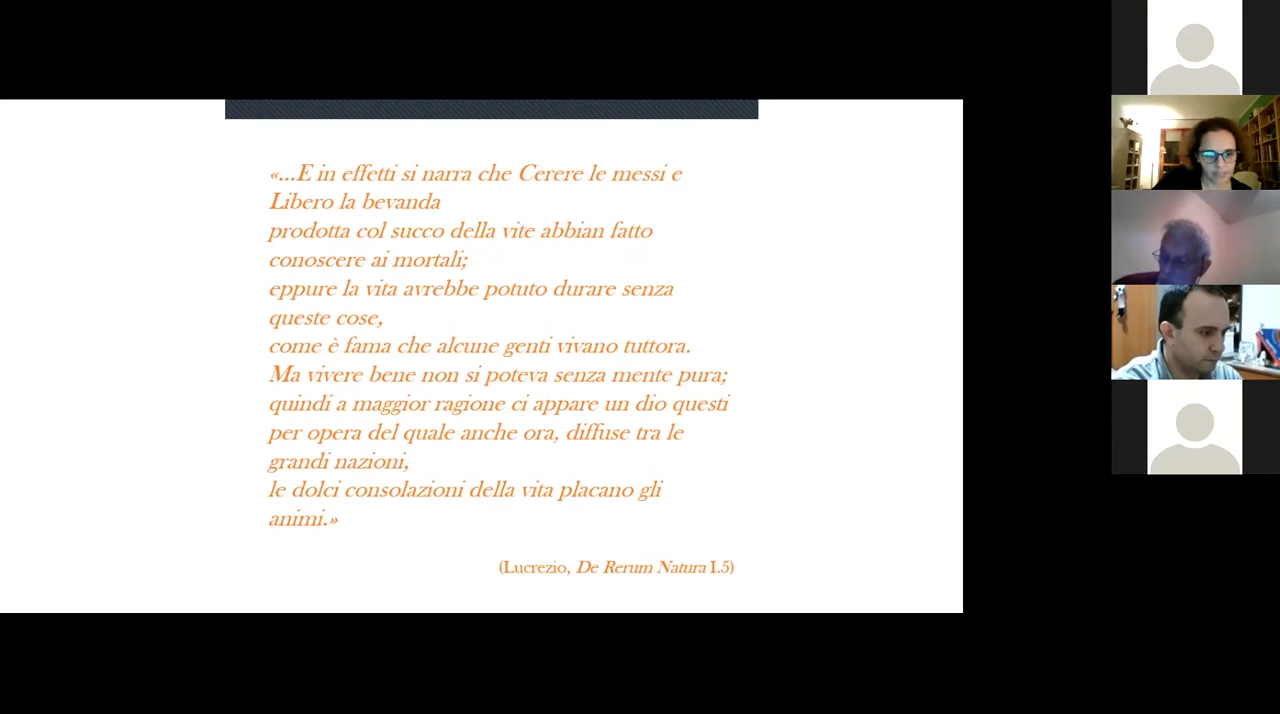 «...E in effetti si narra che Cerere le messi e
Libero la bevanda
prodotta col succo della vite abbian fatto
conoscere ai mortali;
eppure la vita avrebbe potuto durare senza
queste cose,
come è fama che alcune genti vivano tuttora.
Ma vivere bene non si poteva senza mente pura;
quindi a maggior ragione ci appare un dio questi
per opera del quale anche ora, diffuse tra le
grandi nazioni,
le dolci consolazioni della vita placano gli
animi.»
(Lucrezio, De Rerum Natura I.5)